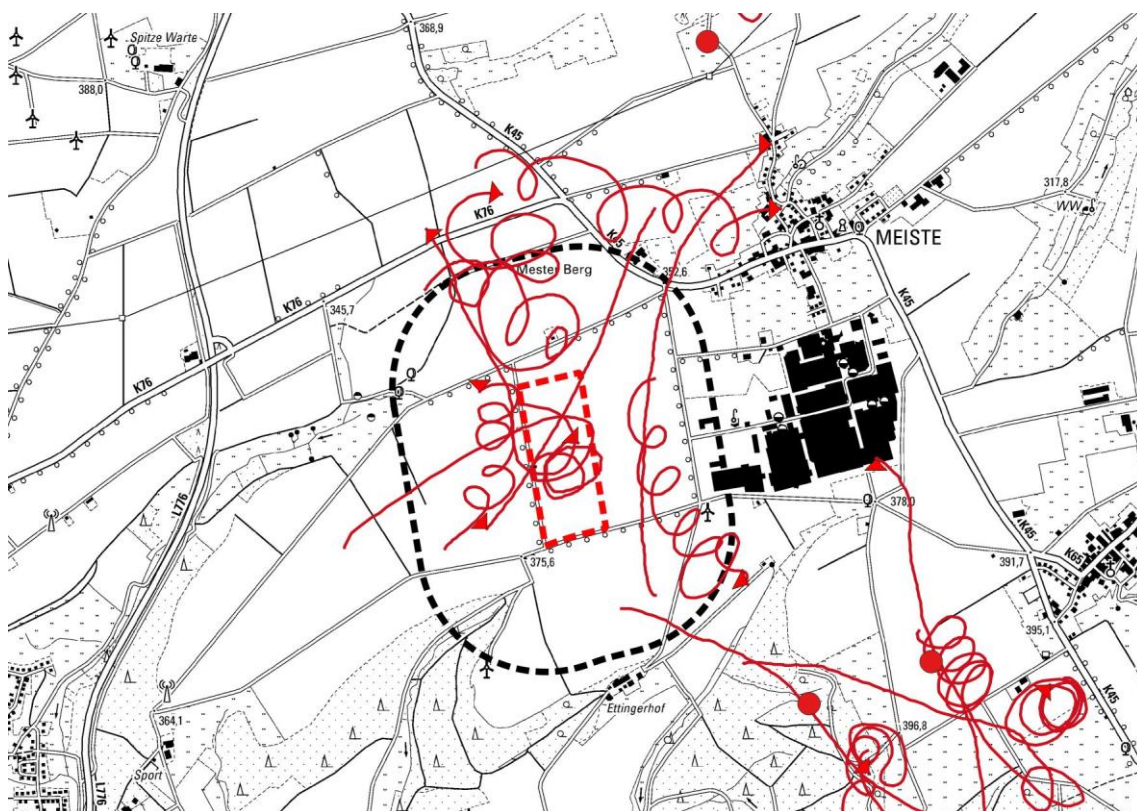 368,9
Spitze Warte
388,0
K45
317,8
WW
K76
MEISTE
K45
Mester Berg
352,6
K45
K76
345,7
K76
L776
378,0
K45
K65
375,6
391,7
395,1
364,1
Ettingerhof
K45
396,8
Sport
L776